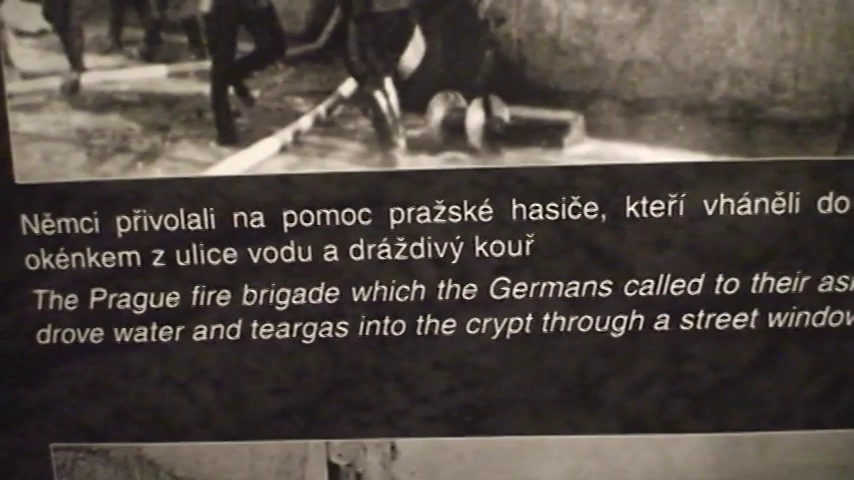 Němci přivolali na pomoc pražské hasiče, kteří vháněli do
okénkem z ulice vodu a dráždivý kouř
The Prague fire brigade which the Germans called to their
drove water and teargas into the crypt through a street window